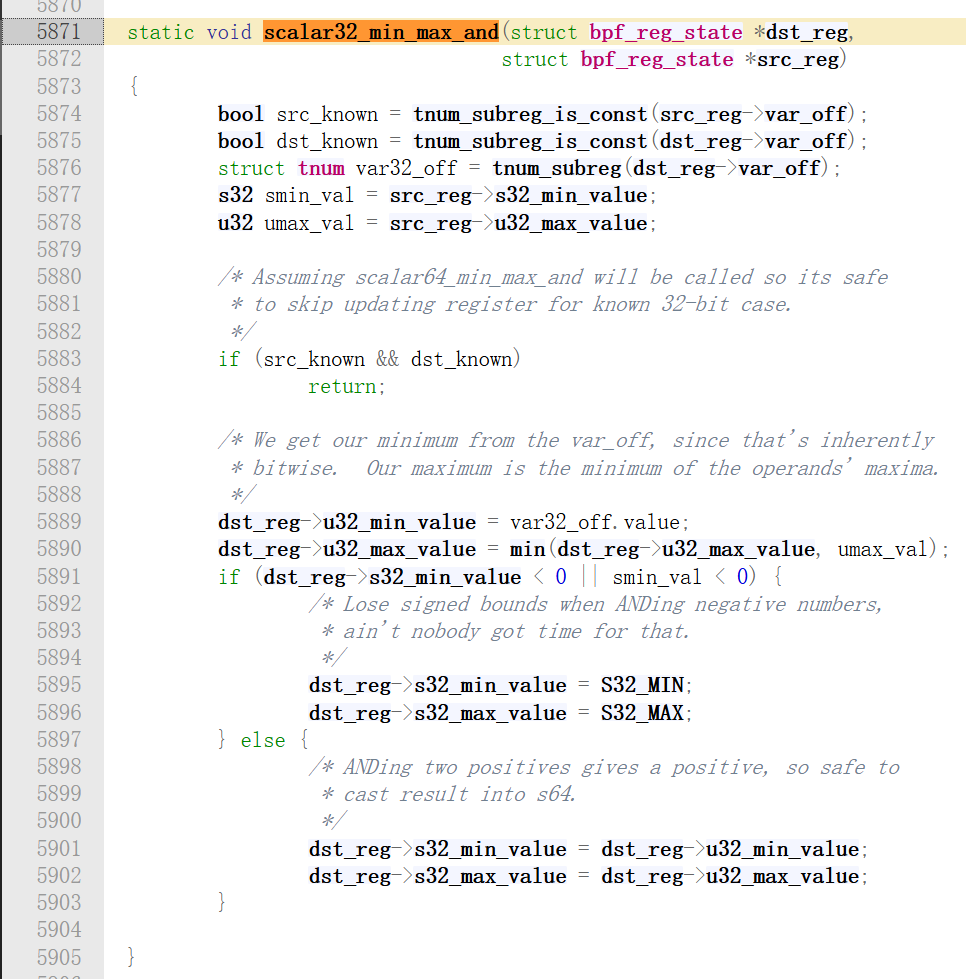 5870
5871 static void scalar32_min_max_and(struct bpf_reg_state *dst_reg,
5872 struct bpf_reg_state *src_reg)
5873 {
5874 bool src_known = tnum_subreg_is_const(src_reg->var_off);
5875 bool dst_known = tnum_subreg_is_const(dst_reg->var_off);
5876 struct tnum var32_off = tnum_subreg(dst_reg->var_off);
5877 s32 smin_val = src_reg->s32_min_value;
5878 u32 umax_val = src_reg->u32_max_value;
5879
5880 /* Assuming scalar64_min_max_and will be called so its safe
5881 * to skip updating register for known 32-bit case.
5882 */
5883 if (src_known && dst_known)
5884 return;
5885
5886 /* We get our minimum from the var_off, since that's inherently
5887 * bitwise.  Our maximum is the minimum of the operands' maxima.
5888 */
5889 dst_reg->u32_min_value = var32_off.value;
5890 dst_reg->u32_max_value = min(dst_reg->u32_max_value, umax_val);
5891 if (dst_reg->s32_min_value < 0 || smin_val < 0) {
5892 /* Lose signed bounds when ANDing negative numbers,
5893 * ain't nobody got time for that.
5894 */
5895 dst_reg->s32_min_value = S32_MIN;
5896 dst_reg->s32_max_value = S32_MAX;
5897 } else {
5898 /* ANDing two positives gives a positive, so safe to
5899 * cast result into s64.
5900 */
5901 dst_reg->s32_min_value = dst_reg->u32_min_value;
5902 dst_reg->s32_max_value = dst_reg->u32_max_value;
5903 }
5904
5905 }